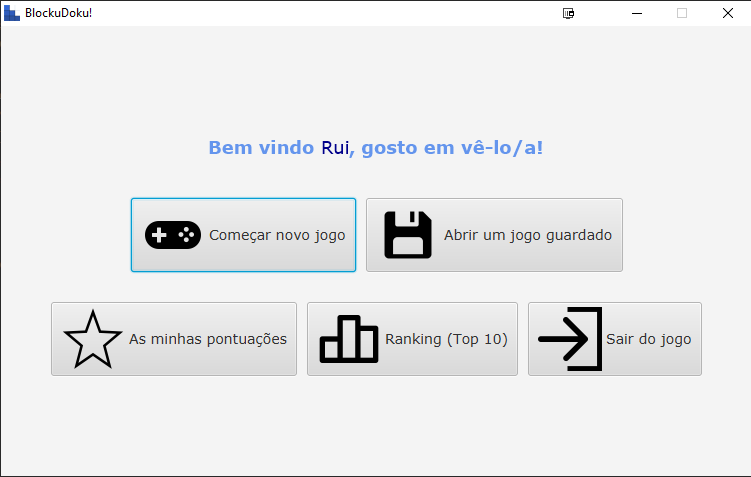 BlockuDoku!
Bem vindo Rui, gosto em vê-lo/a!
Começar novo jogo
Abrir um jogo guardado
As minhas pontuações
Ranking (Top 10)
Sair do jogo